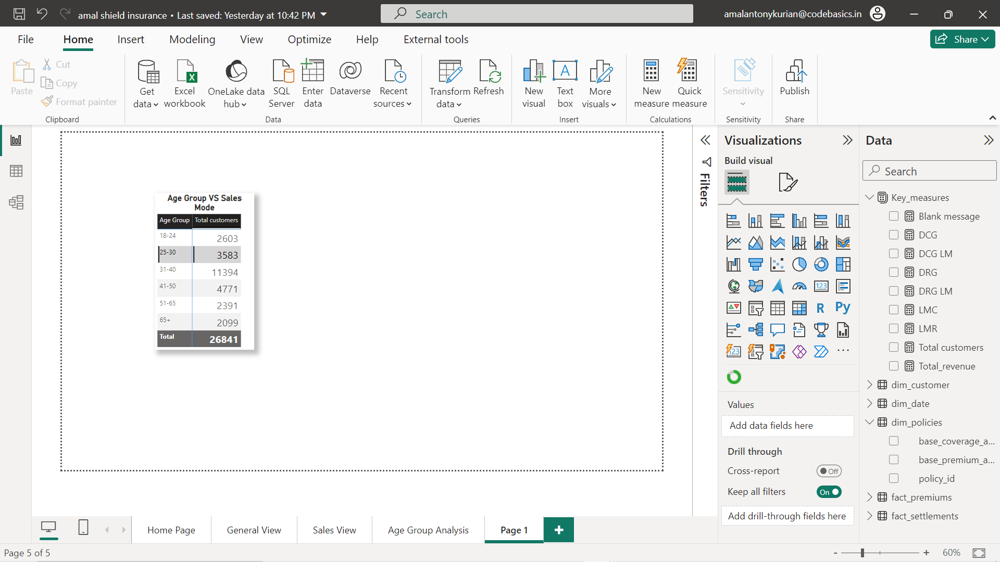 amal shield insurance • Last saved: Yesterday at 10:42 PM
Search
amalantonykurian@codebasics.in
File
Home
Insert
Modeling
View
Optimize
Help
External tools
Share
Paste
Cut
Copy
Format painter
Clipboard
Get
data
Excel
workbook
OneLake data
hub
SQL
Server
Enter
data
Dataverse
Recent
sources
Data
Transform
data
Refresh
Queries
New
visual
Text
box
More
visuals
Insert
New
measure
Quick
measure
Calculations
Sensitivity
Sensitivity
Publish
Share
Age Group VS Sales
Mode
Age Group Total customers
18-24 2603
25-30 3583
31-40 11394
41-50 4771
51-65 2391
65+ 2099
Total 26841
Filters
Visualizations
Build visual
123
R
Py
123
Values
Add data fields here
Drill through
Cross-report
Off
Keep all filters
On
Add drill-through fields here
Data
Search
Key_measures
Blank message
DCG
DCG LM
DRG
DRG LM
LMC
LMR
Total customers
Total_revenue
dim_customer
dim_date
dim_policies
base_coverage_a...
base_premium_a...
policy_id
fact_premiums
fact_settlements
Home Page
General View
Sales View
Age Group Analysis
Page 1
Page 5 of 5
- + 60%